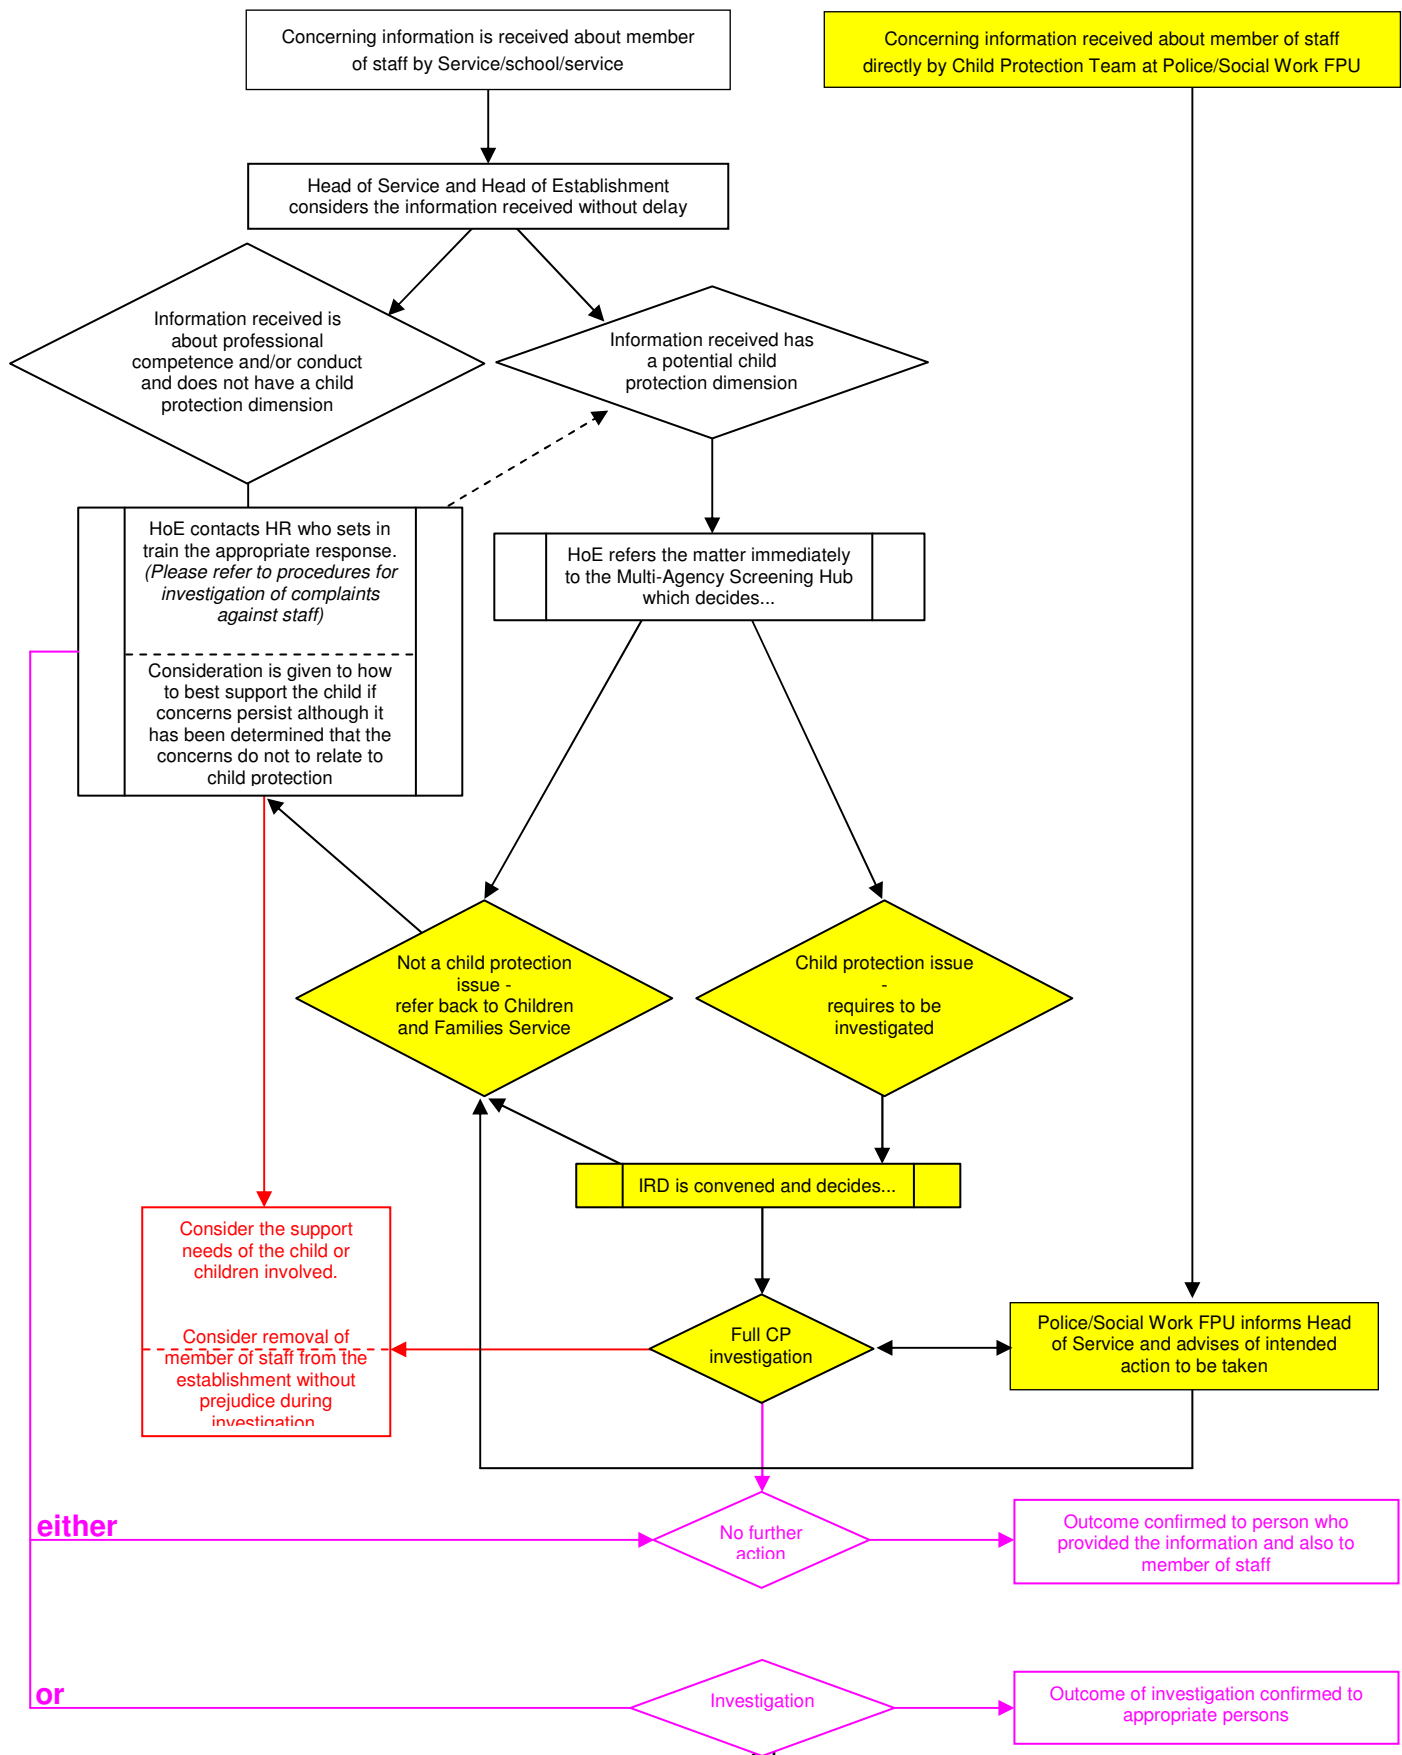 Concerning information is received about member
of staff by Service/school/service
Concerning information received about member of staff
directly by Child Protection Team at Police/Social Work FPU
Head of Service and Head of Establishment
considers the information received without delay
Information received is
about professional
competence and/or conduct
and does not have a child
protection dimension
Information received has
a potential child
protection dimension
HoE contacts HR who sets in
train the appropriate response.
(Please refer to procedures for
investigation of complaints
against staff)
Consideration is given to how
to best support the child if
concerns persist although it
has been determined that the
concerns do not to relate to
child protection
HoE refers the matter immediately
to the Multi-Agency Screening Hub
which decides...
Not a child protection
issue -
refer back to Children
and Families Service
Child protection issue
-
requires to be
investigated
IRD is convened and decides...
Consider the support
needs of the child or
children involved.
Consider removal of
member of staff from the
establishment without
prejudice during
investigation
Full CP
investigation
Police/Social Work FPU informs Head
of Service and advises of intended
action to be taken
either
No further
action
Outcome confirmed to person who
provided the information and also to
member of staff
or
Investigation
Outcome of investigation confirmed to
appropriate persons